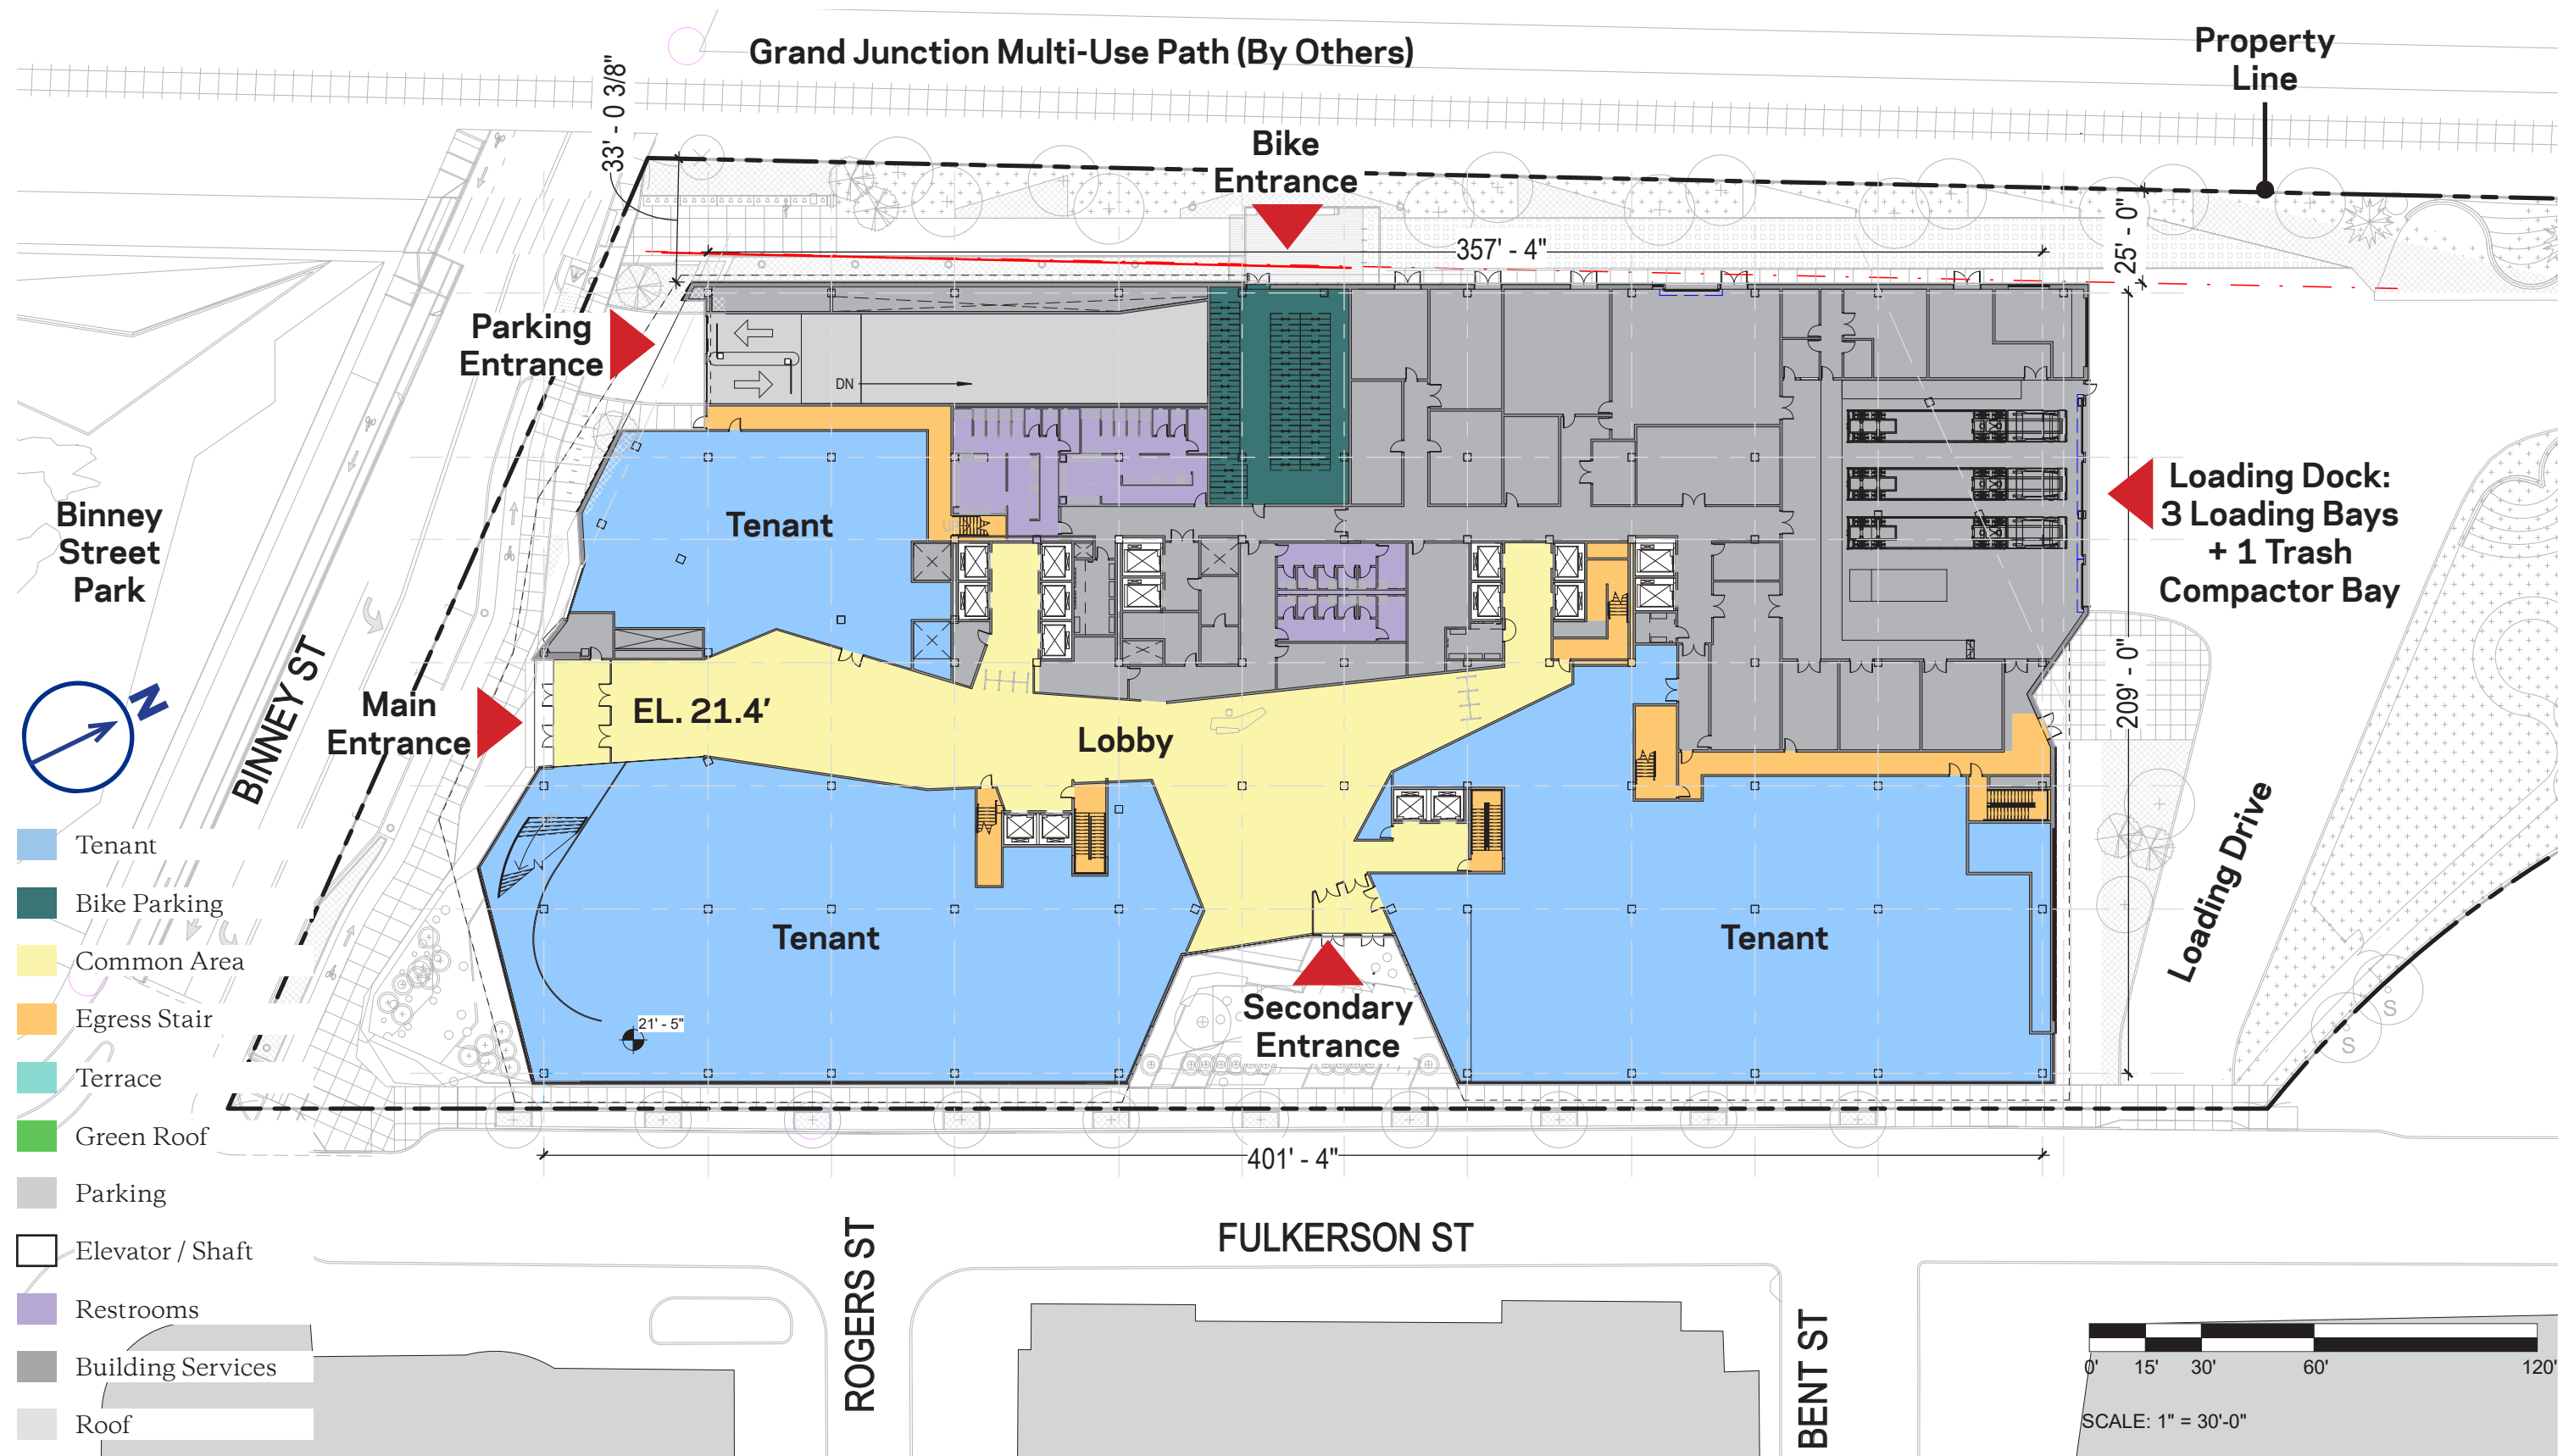 Grand Junction Multi-Use Path (By Others)
Property
Line
33' - 0 3/8"
Bike
Entrance
357' - 4"
25' - 0"
Parking
Entrance
DN
Binney
Street
Park
Tenant
UP
Loading Dock:
3 Loading Bays
+ 1 Trash
Compactor Bay
209' - 0"
N
BINNEY ST
Main
Entrance
EL. 21.4'
Lobby
Loading Drive
Tenant
Tenant
21' - 5"
Secondary
Entrance
S
S
401' - 4"
Tenant
Bike Parking
Common Area
Egress Stair
Terrace
Green Roof
Parking
Elevator / Shaft
Restrooms
Building Services
Roof
ROGERS ST
FULKERSON ST
BENT ST
0' 15' 30' 60' 120'
SCALE: 1" = 30'-0"